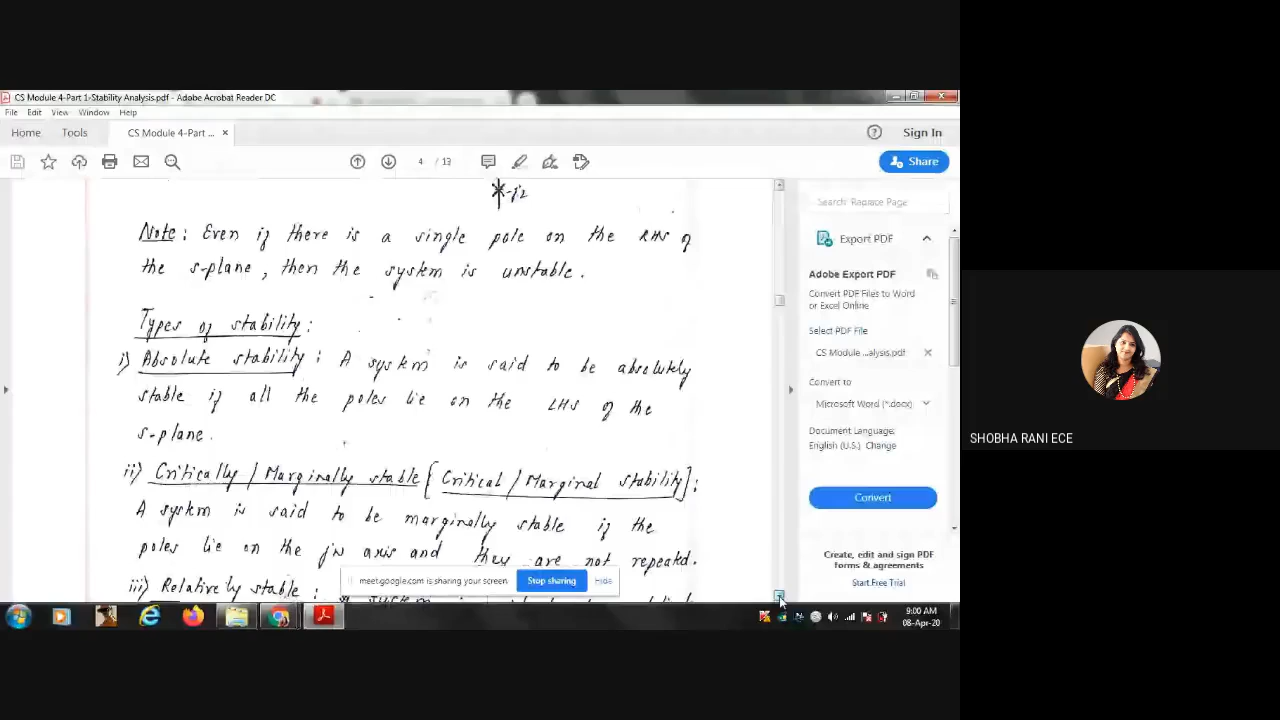 CS Module 4-Part 1-Stability Analysis.pdf - Adobe Acrobat Reader DC
File Edit View Window Help
Home Tools CS Module 4-Part ... × Sign In
4 / 13 Share
-j2
Note: Even if there is a single pole on the RHS of
the s-plane, then the system is unstable.
Types of stability:
i) Absolute stability: A system is said to be absolutely
stable if all the poles lie on the LHS of the
s-plane.
ii) Critically / Marginally stable [Critical / Marginal stability]:
A system is said to be marginally stable if the
poles lie on the jw axis and they are not repeatd.
iii) Relatively stable: A system is
meet.google.com is sharing your screen Stop sharing Hide
Search 'Replace Page'
Export PDF
Adobe Export PDF
Convert PDF Files to Word
or Excel Online
Select PDF File
CS Module ...alysis.pdf ×
Convert to
Microsoft Word (*.docx)
Document Language:
English (U.S.) Change
Convert
Create, edit and sign PDF
forms & agreements
Start Free Trial
9:00 AM
08-Apr-20
SHOBHA RANI ECE